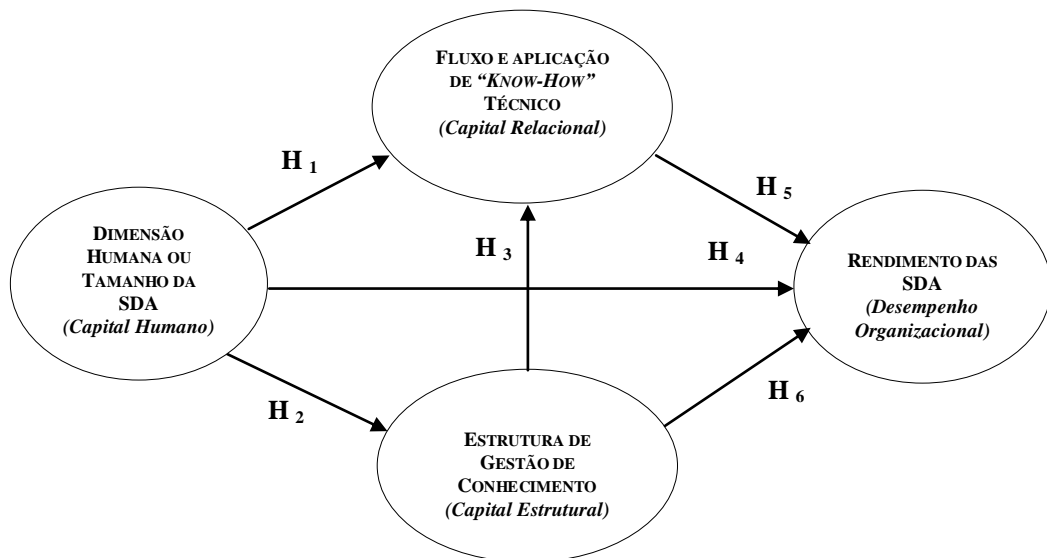 FLUXO E APLICAÇÃO
DE “KNOW-HOW”
TÉCNICO
(Capital Relacional)
H 1
H 5
DIMENSÃO
HUMANA OU
TAMANHO DA
SDA
(Capital Humano)
H 3
H 4
RENDIMENTO DAS
SDA
(Desempenho
Organizacional)
H 2
H 6
ESTRUTURA DE
GESTÃO DE
CONHECIMENTO
(Capital Estrutural)